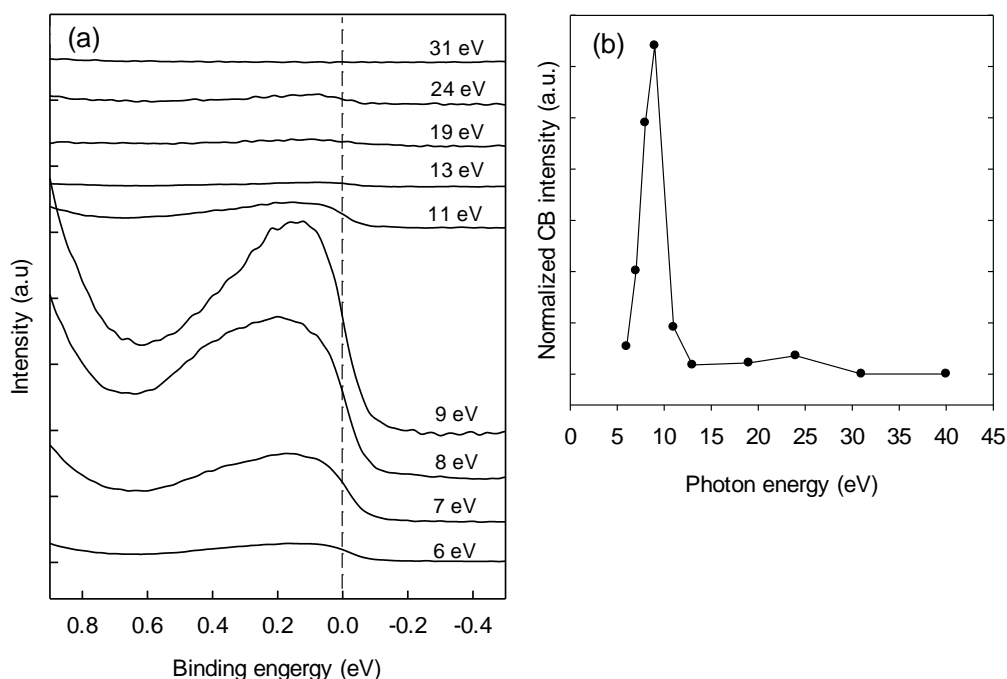 (a)
31 eV
24 eV
19 eV
13 eV
11 eV
9 eV
8 eV
7 eV
6 eV
Intensity (a.u)
0.8 0.6 0.4 0.2 0.0 -0.2 -0.4
Binding engergy (eV)
(b)
Normalized CB intensity (a.u.)
0 5 10 15 20 25 30 35 40 45
Photon energy (eV)